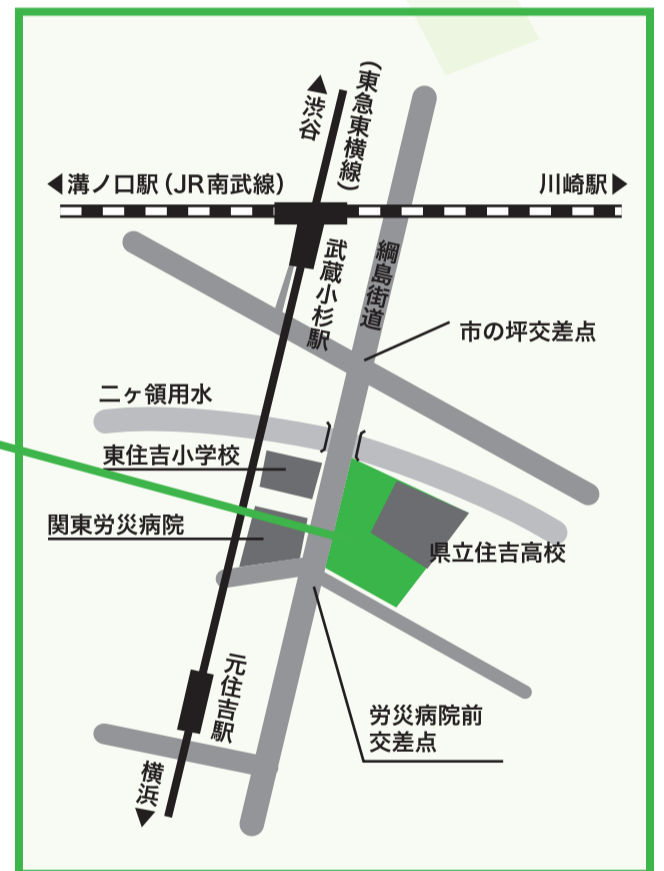 (東急東横線)
▲渋谷
◀溝ノ口駅(JR南武線)
川崎駅▶
武蔵小杉駅
綱島街道
市の坪交差点
二ヶ領用水
東住吉小学校
関東労災病院
県立住吉高校
元住吉駅
労災病院前
交差点
横浜▼